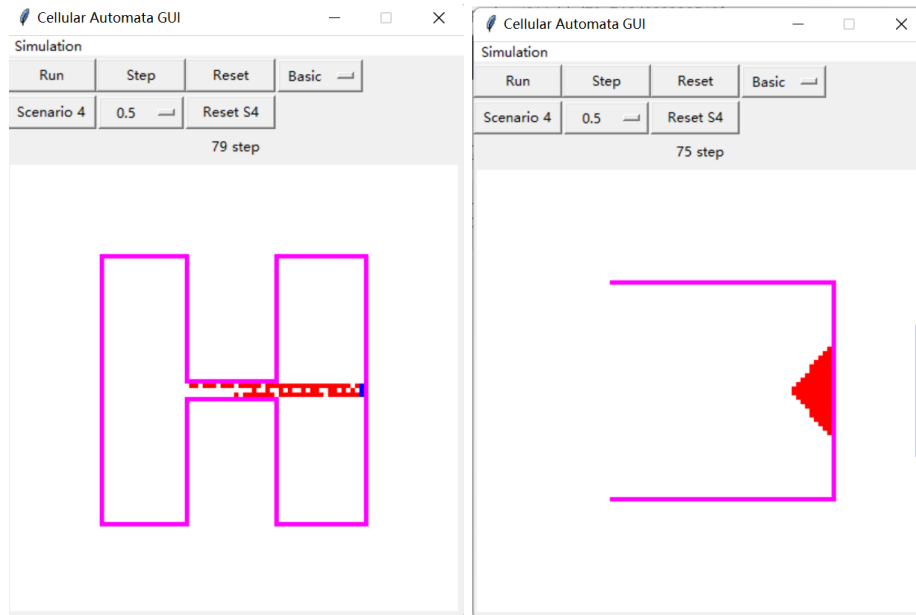 Cellular Automata GUI
Simulation
Run Step Reset Basic
Scenario 4 0.5 Reset S4
79 step
Cellular Automata GUI
Simulation
Run Step Reset Basic
Scenario 4 0.5 Reset S4
75 step